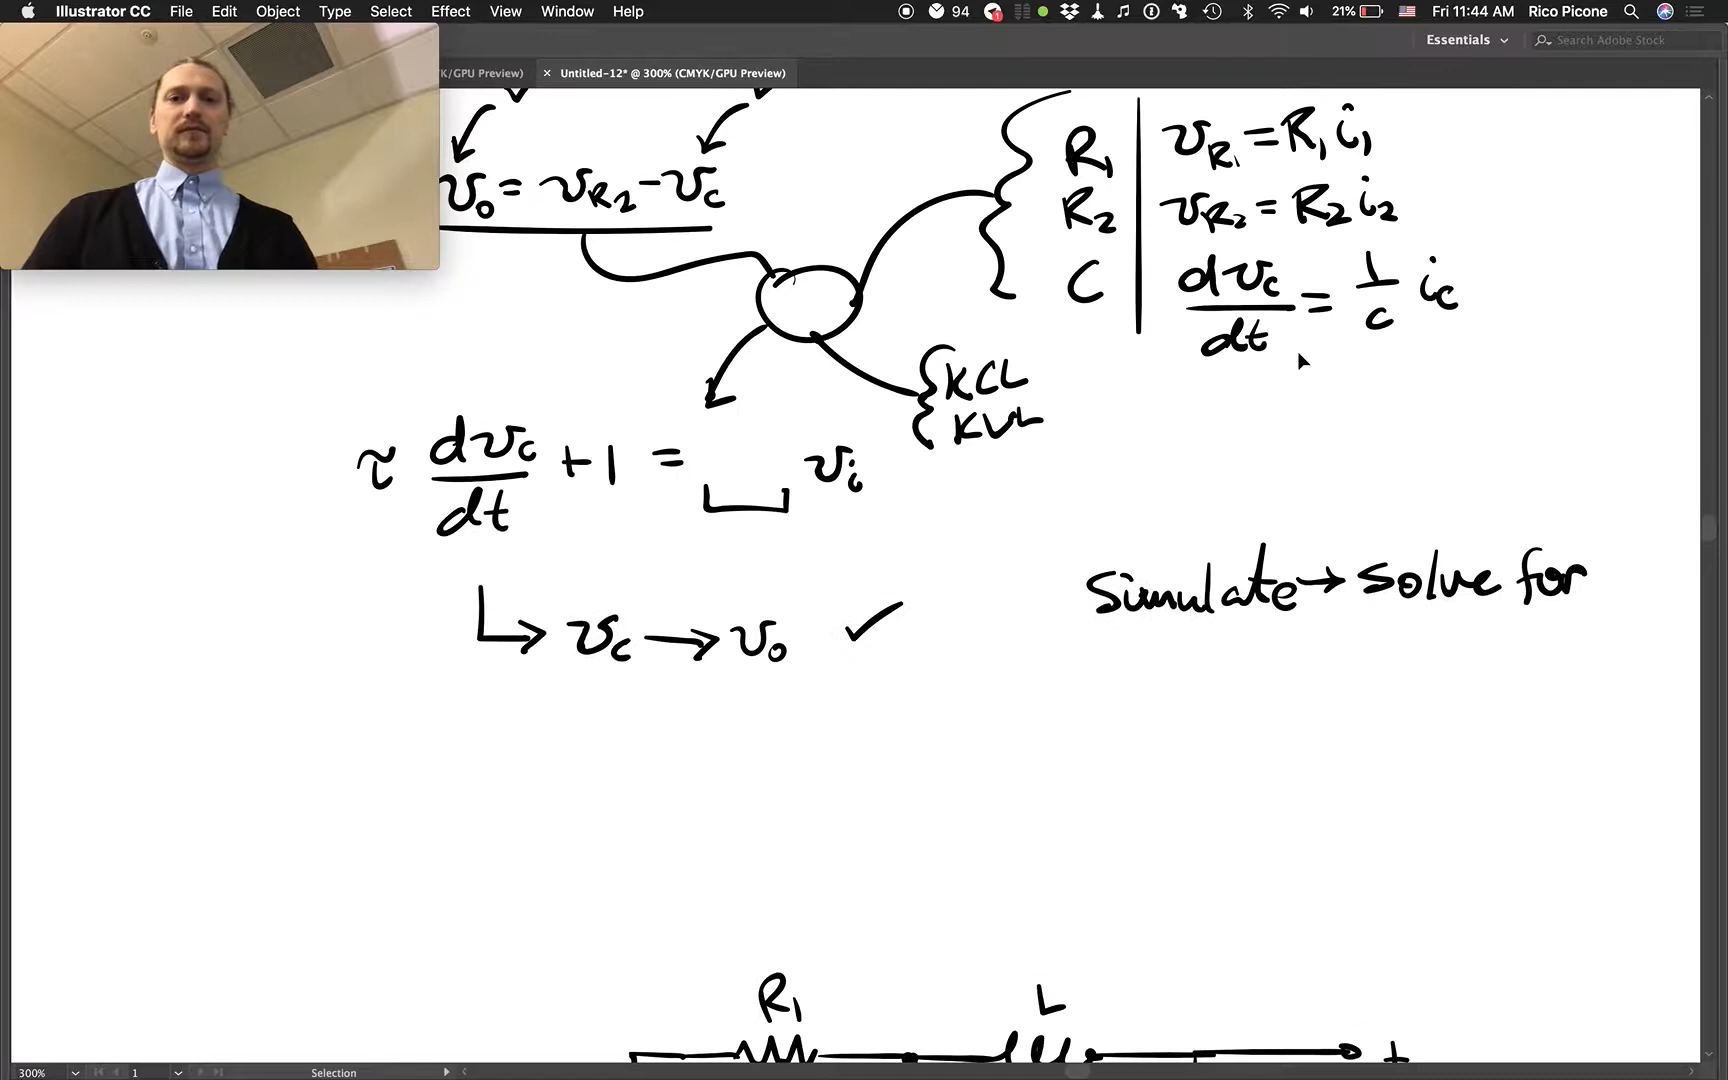 Illustrator CC File Edit Object Type Select Effect View Window Help 94 1 21% Fri 11:44 AM Rico Picone
Essentials Search Adobe Stock
K/GPU Preview) × Untitled-12* @ 300% (CMYK/GPU Preview)
R₁ v_R₁ = R₁ i₁
v₀ = v_R₂ - v_c
R₂ v_R₂ = R₂ i₂
C dv_c/dt = 1/c i_c
KCL
KVL
τ dv_c/dt + 1 = v_i
Simulate → solve for
v_c → v₀ ✓
R₁ L
+
300% 1 Selection